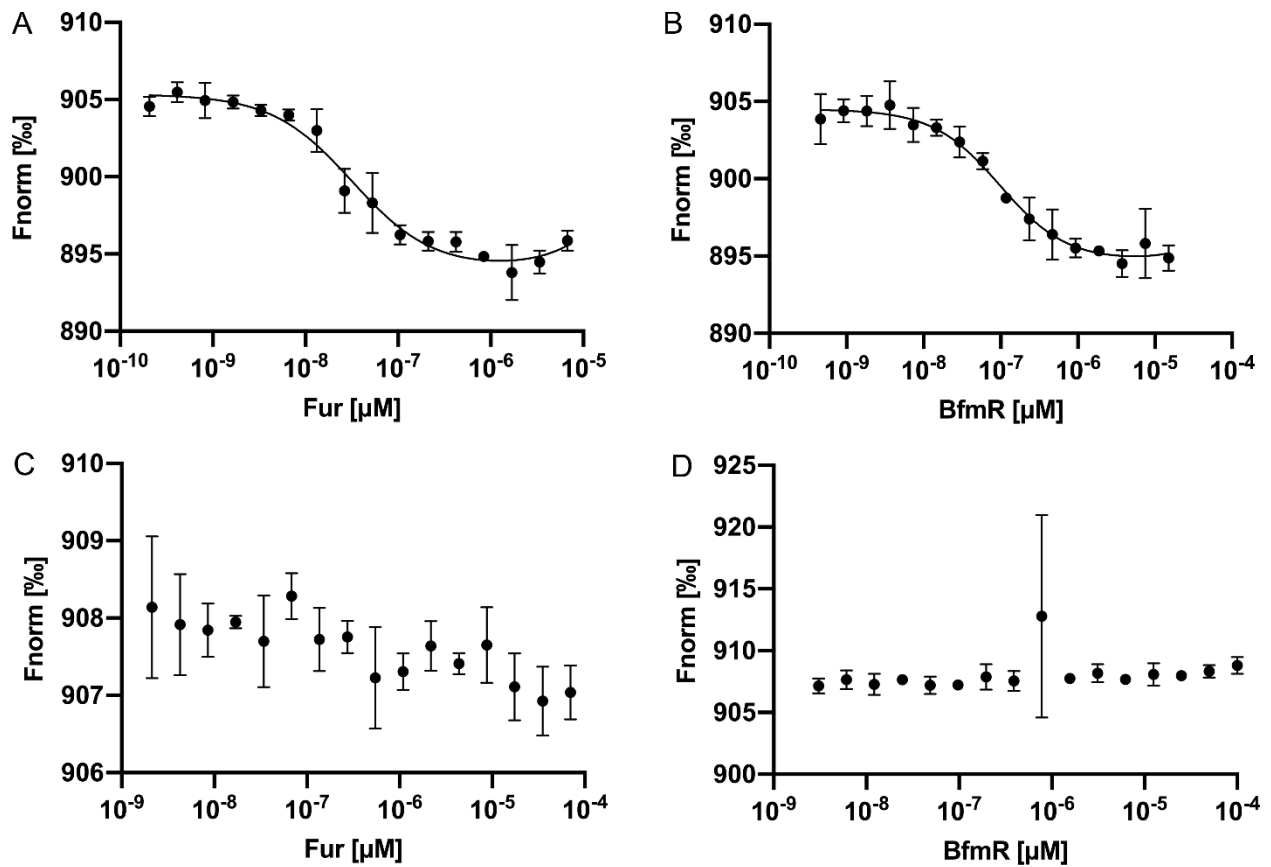 A
910
905
900
895
890
Fnorm [‰]
10-10 10-9 10-8 10-7 10-6 10-5
Fur [µM]
B
910
905
900
895
890
Fnorm [‰]
10-10 10-9 10-8 10-7 10-6 10-5 10-4
BfmR [µM]
C
910
909
908
907
906
Fnorm [‰]
10-9 10-8 10-7 10-6 10-5 10-4
Fur [µM]
D
925
920
915
910
905
900
Fnorm [‰]
10-9 10-8 10-7 10-6 10-5 10-4
BfmR [µM]